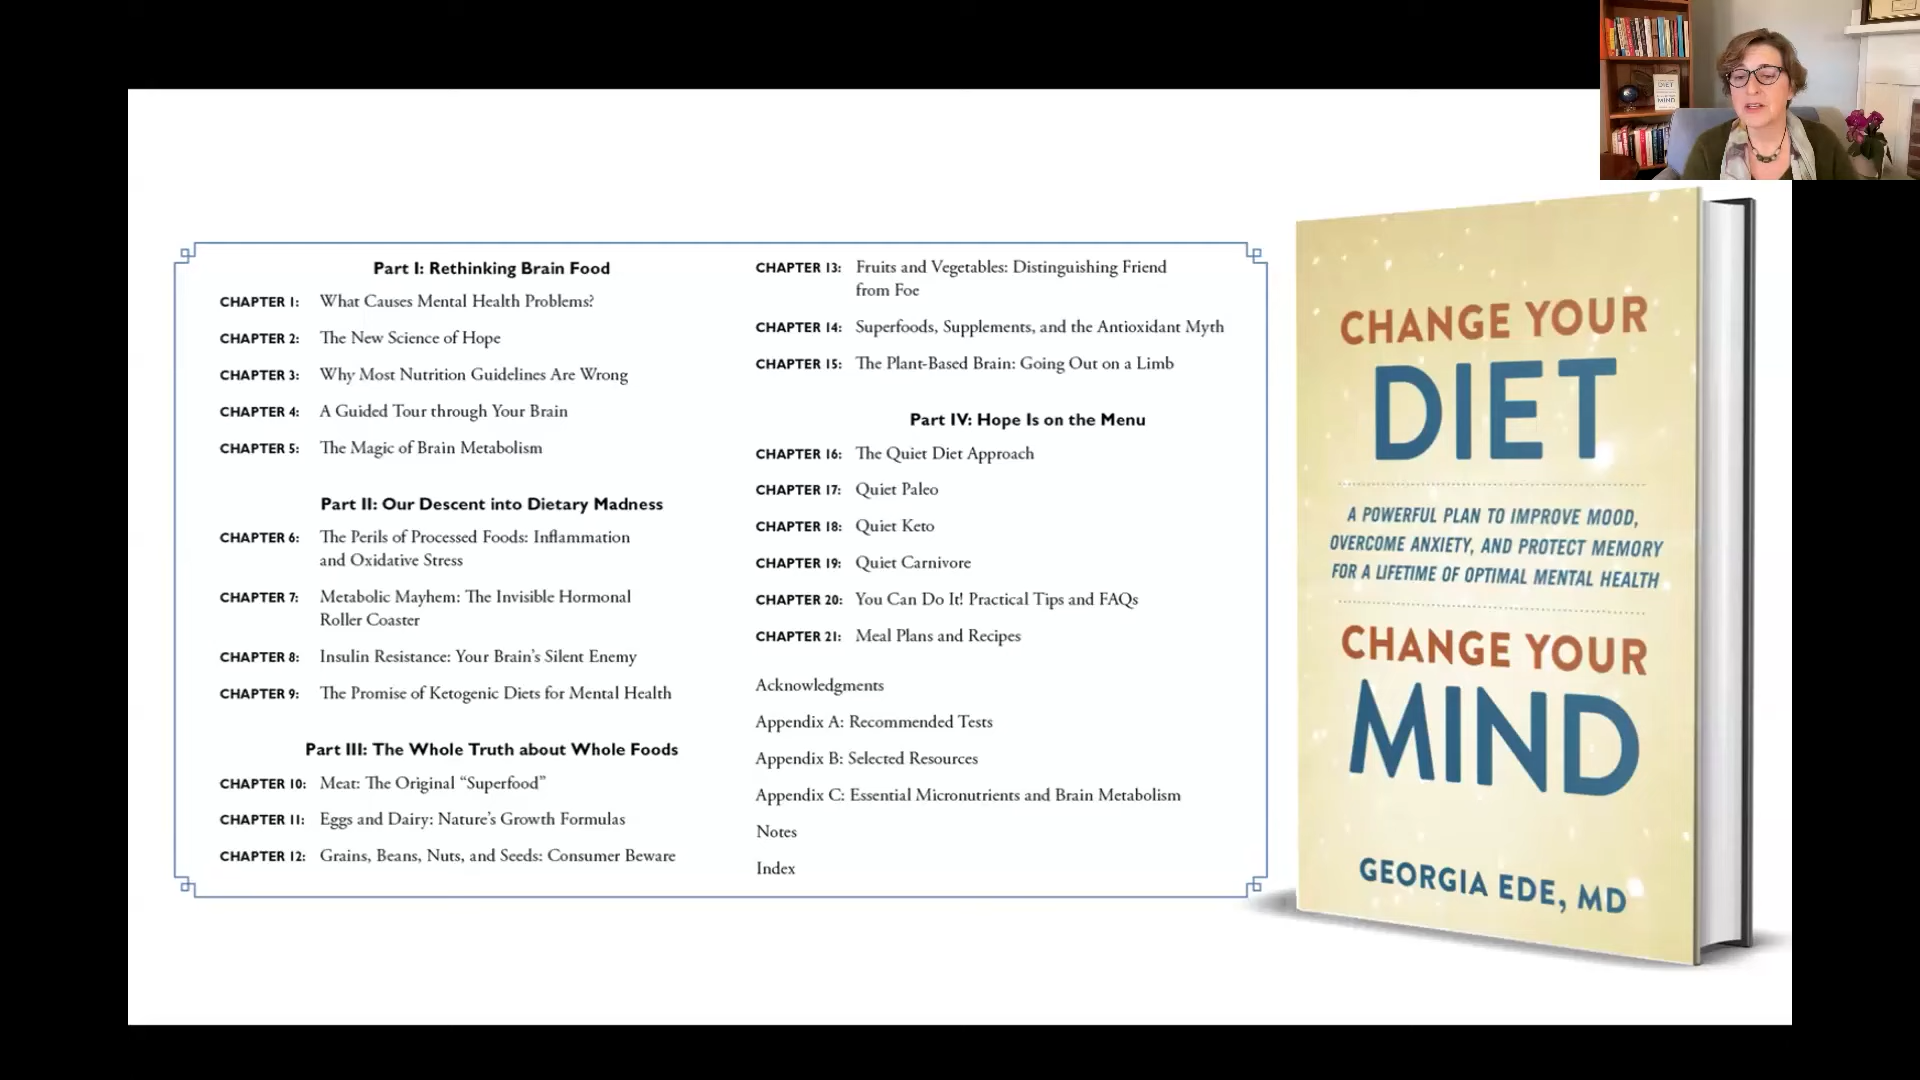 DIET
MIND
Part I: Rethinking Brain Food
CHAPTER 1: What Causes Mental Health Problems?
CHAPTER 2: The New Science of Hope
CHAPTER 3: Why Most Nutrition Guidelines Are Wrong
CHAPTER 4: A Guided Tour through Your Brain
CHAPTER 5: The Magic of Brain Metabolism
Part II: Our Descent into Dietary Madness
CHAPTER 6: The Perils of Processed Foods: Inflammation
and Oxidative Stress
CHAPTER 7: Metabolic Mayhem: The Invisible Hormonal
Roller Coaster
CHAPTER 8: Insulin Resistance: Your Brain's Silent Enemy
CHAPTER 9: The Promise of Ketogenic Diets for Mental Health
Part III: The Whole Truth about Whole Foods
CHAPTER 10: Meat: The Original “Superfood”
CHAPTER 11: Eggs and Dairy: Nature's Growth Formulas
CHAPTER 12: Grains, Beans, Nuts, and Seeds: Consumer Beware
CHAPTER 13: Fruits and Vegetables: Distinguishing Friend
from Foe
CHAPTER 14: Superfoods, Supplements, and the Antioxidant Myth
CHAPTER 15: The Plant-Based Brain: Going Out on a Limb
Part IV: Hope Is on the Menu
CHAPTER 16: The Quiet Diet Approach
CHAPTER 17: Quiet Paleo
CHAPTER 18: Quiet Keto
CHAPTER 19: Quiet Carnivore
CHAPTER 20: You Can Do It! Practical Tips and FAQs
CHAPTER 21: Meal Plans and Recipes
Acknowledgments
Appendix A: Recommended Tests
Appendix B: Selected Resources
Appendix C: Essential Micronutrients and Brain Metabolism
Notes
Index
CHANGE YOUR
DIET
A POWERFUL PLAN TO IMPROVE MOOD,
OVERCOME ANXIETY, AND PROTECT MEMORY
FOR A LIFETIME OF OPTIMAL MENTAL HEALTH
CHANGE YOUR
MIND
GEORGIA EDE, MD